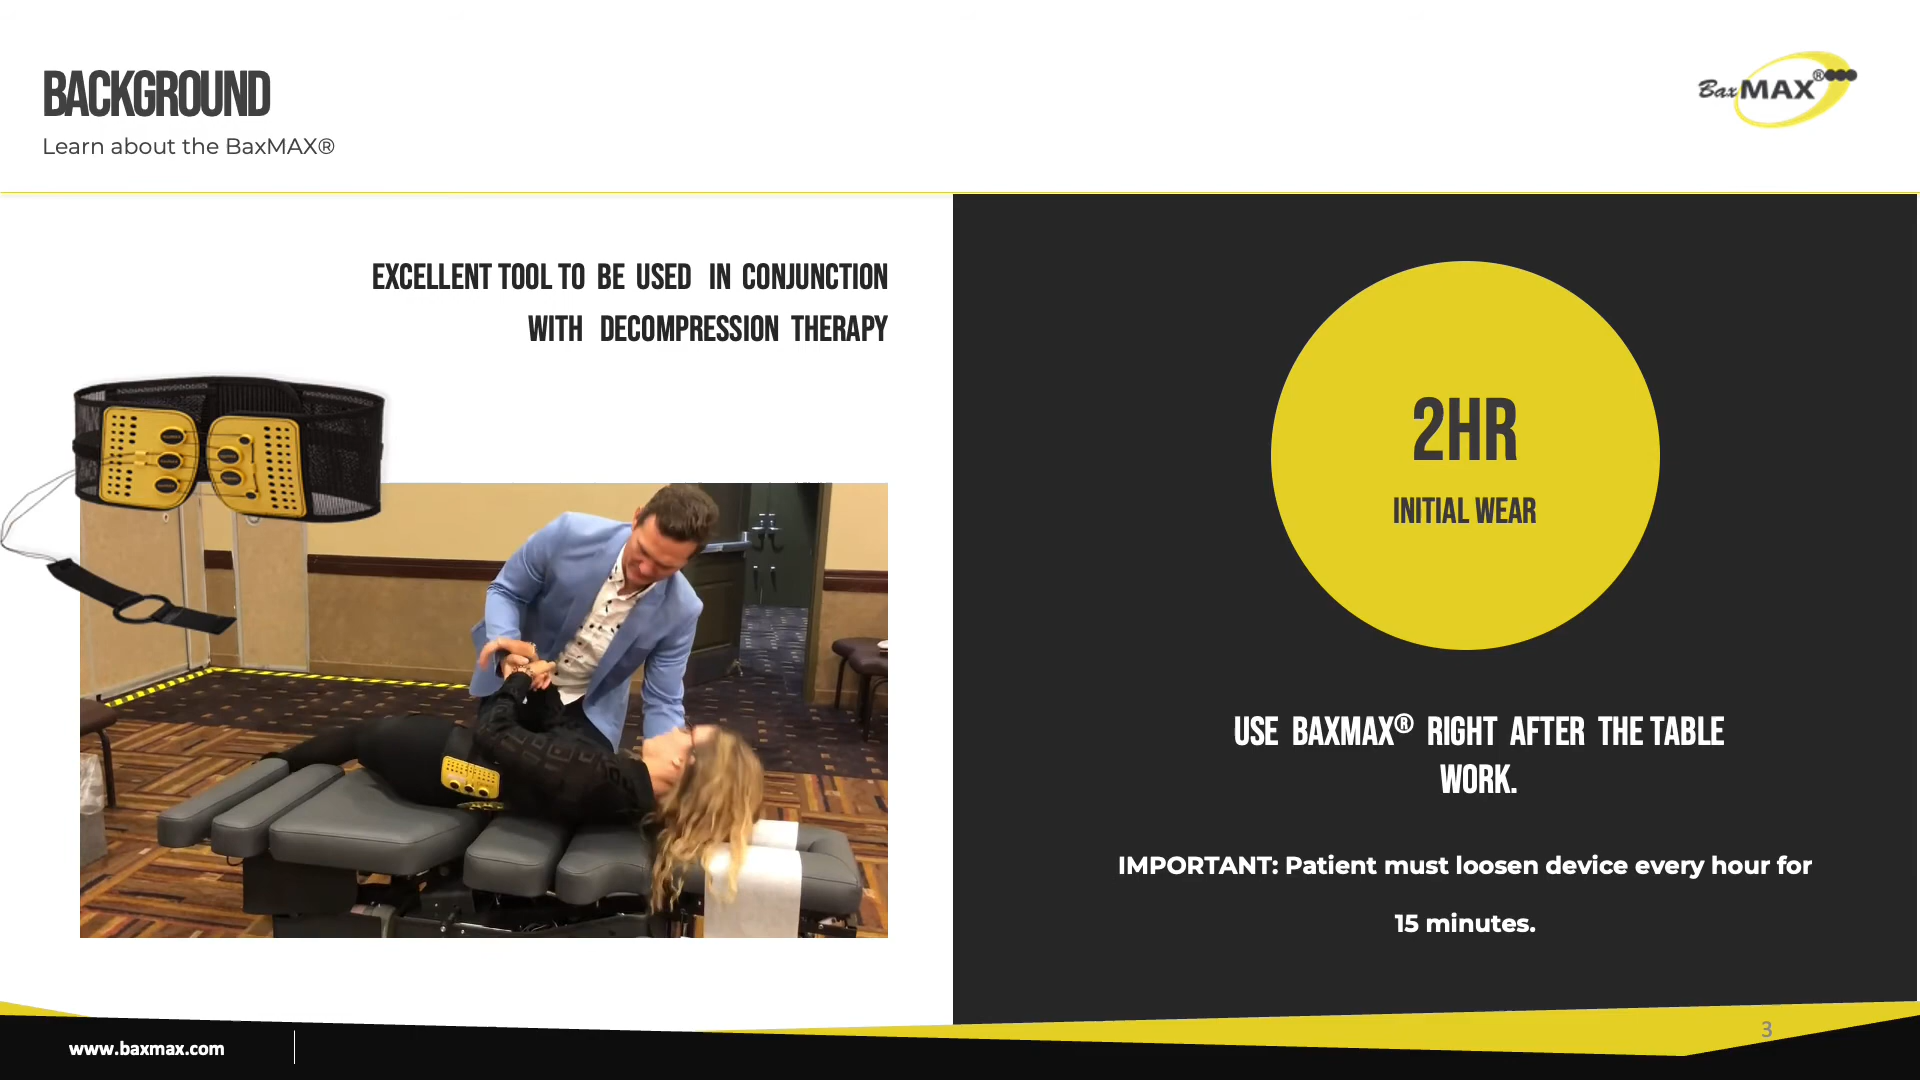 BACKGROUND
Learn about the BaxMAX®
BaxMAX®
EXCELLENT TOOL TO BE USED IN CONJUNCTION
WITH DECOMPRESSION THERAPY
2HR
INITIAL WEAR
USE BAXMAX® RIGHT AFTER THE TABLE
WORK.
IMPORTANT: Patient must loosen device every hour for
15 minutes.
www.baxmax.com
3